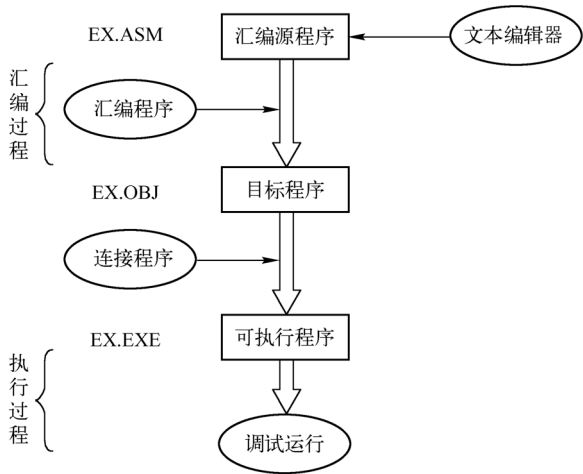 EX.ASM
汇编源程序
文本编辑器
汇编过程
汇编程序
EX.OBJ
目标程序
连接程序
EX.EXE
可执行程序
执行过程
调试运行